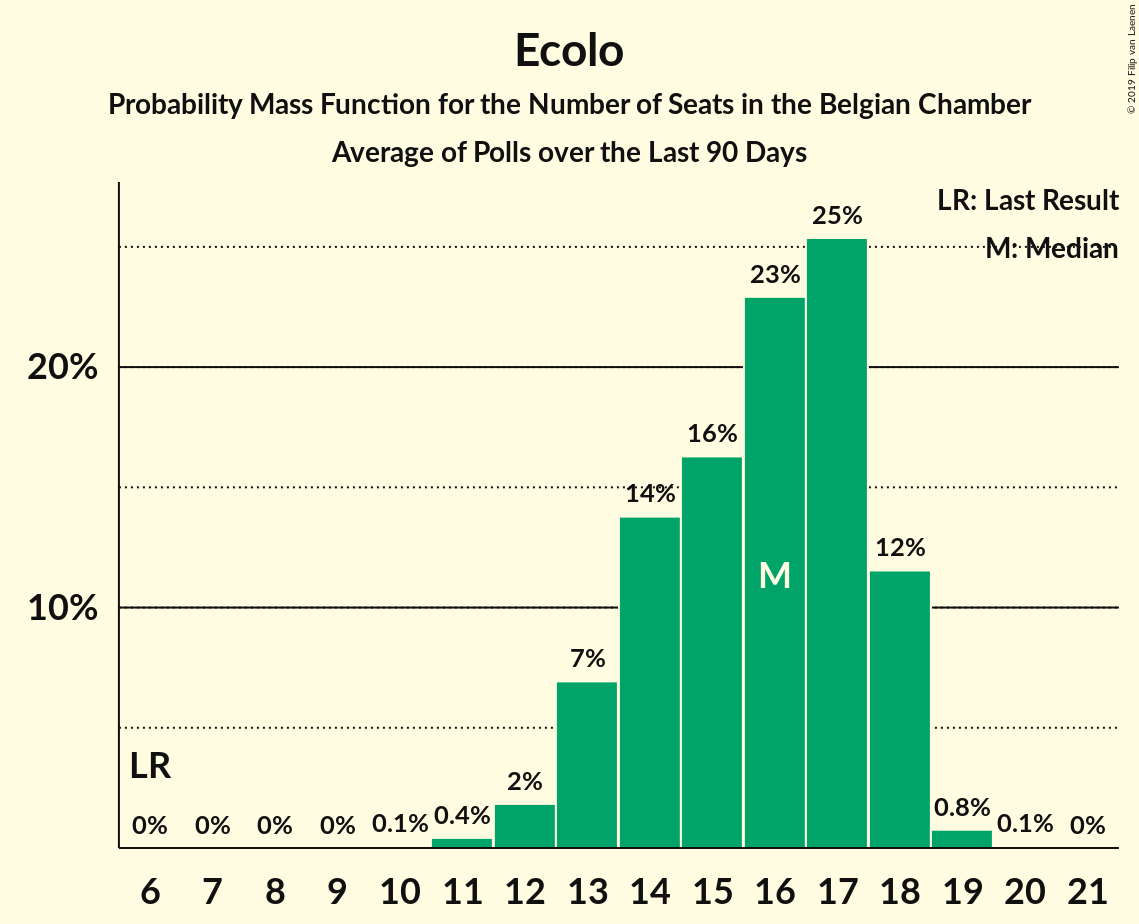 Ecolo
Probability Mass Function for the Number of Seats in the Belgian Chamber
Average of Polls over the Last 90 Days
© 2019 Filip van Laenen
LR: Last Result
M: Median
20%
10%
LR
0% 0% 0% 0% 0.1% 0.4% 2% 7% 14% 16% 23% 25% 12% 0.8% 0.1% 0%
M
6 7 8 9 10 11 12 13 14 15 16 17 18 19 20 21